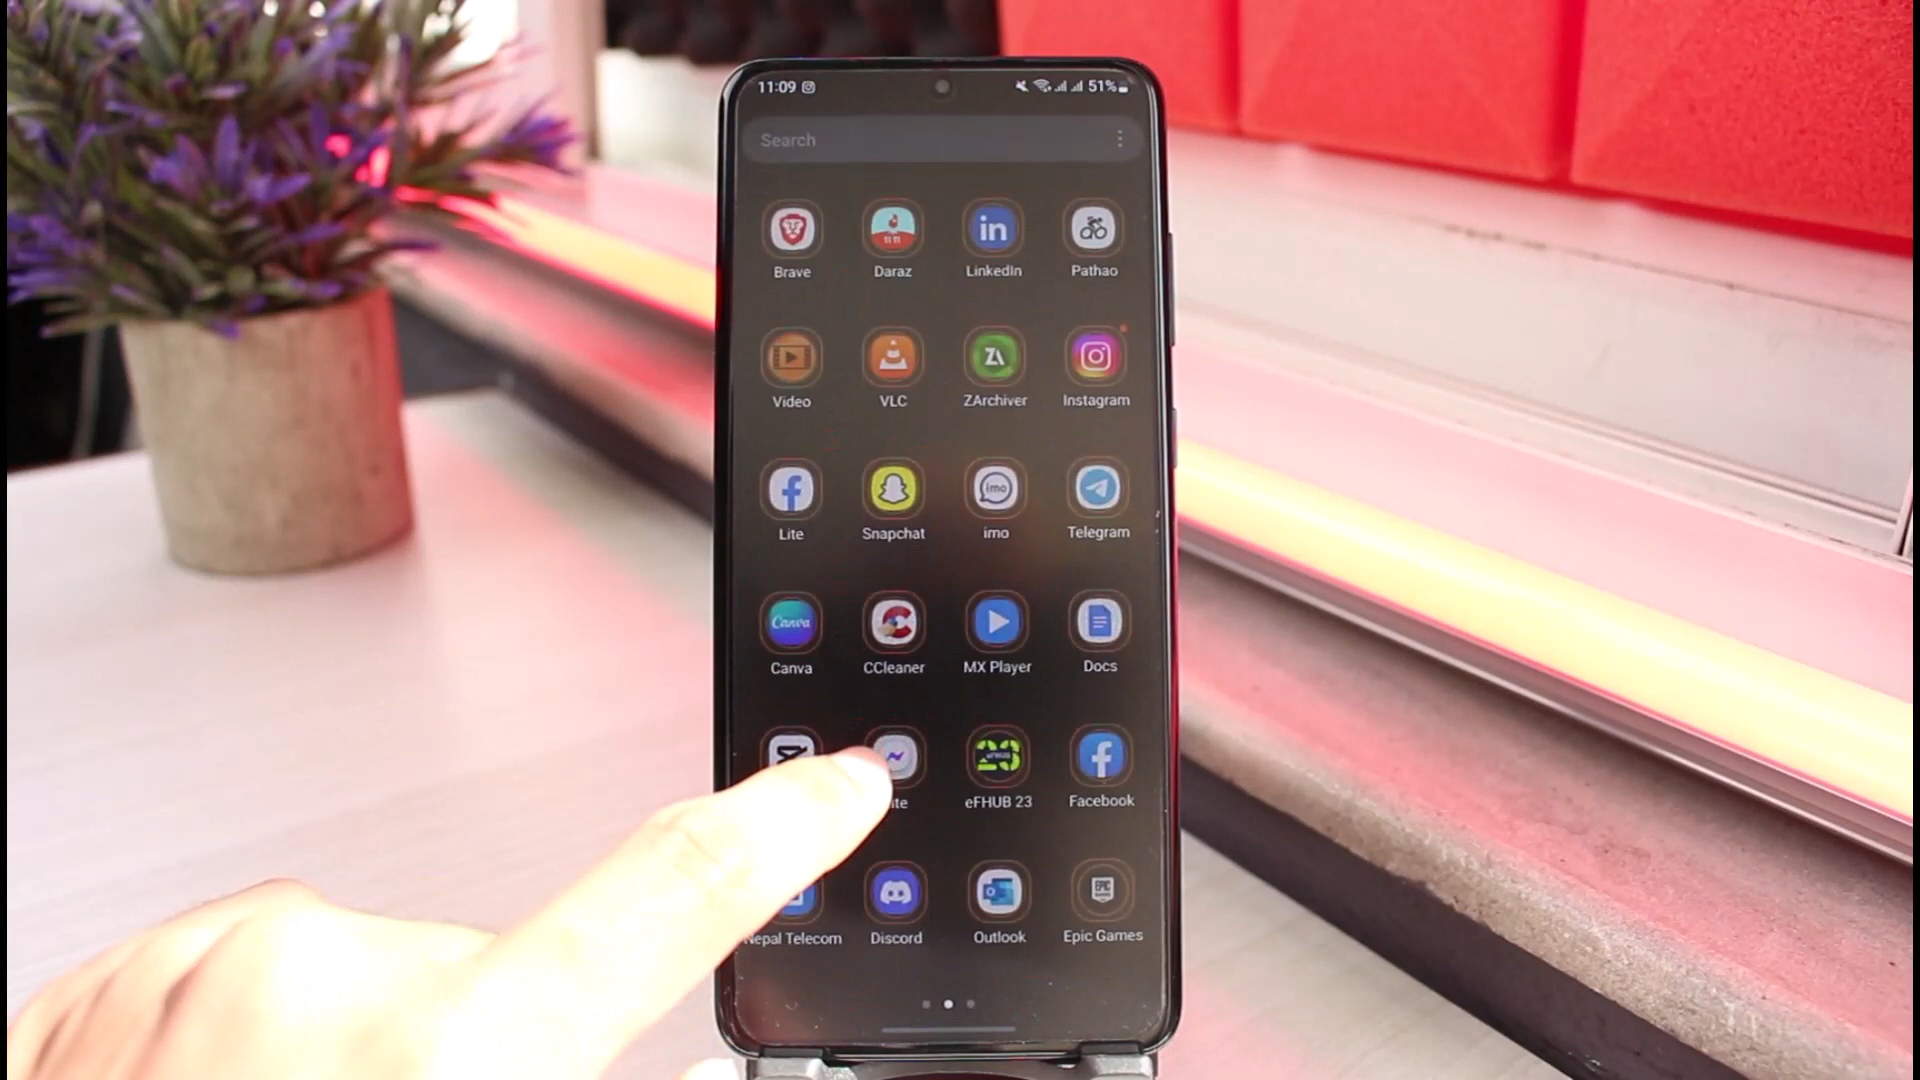 11:09 51%
Search
Brave Daraz LinkedIn Pathao
Video VLC ZArchiver Instagram
Lite Snapchat imo Telegram
Canva CCleaner MX Player Docs
eFHUB 23 Facebook
Nepal Telecom Discord Outlook Epic Games